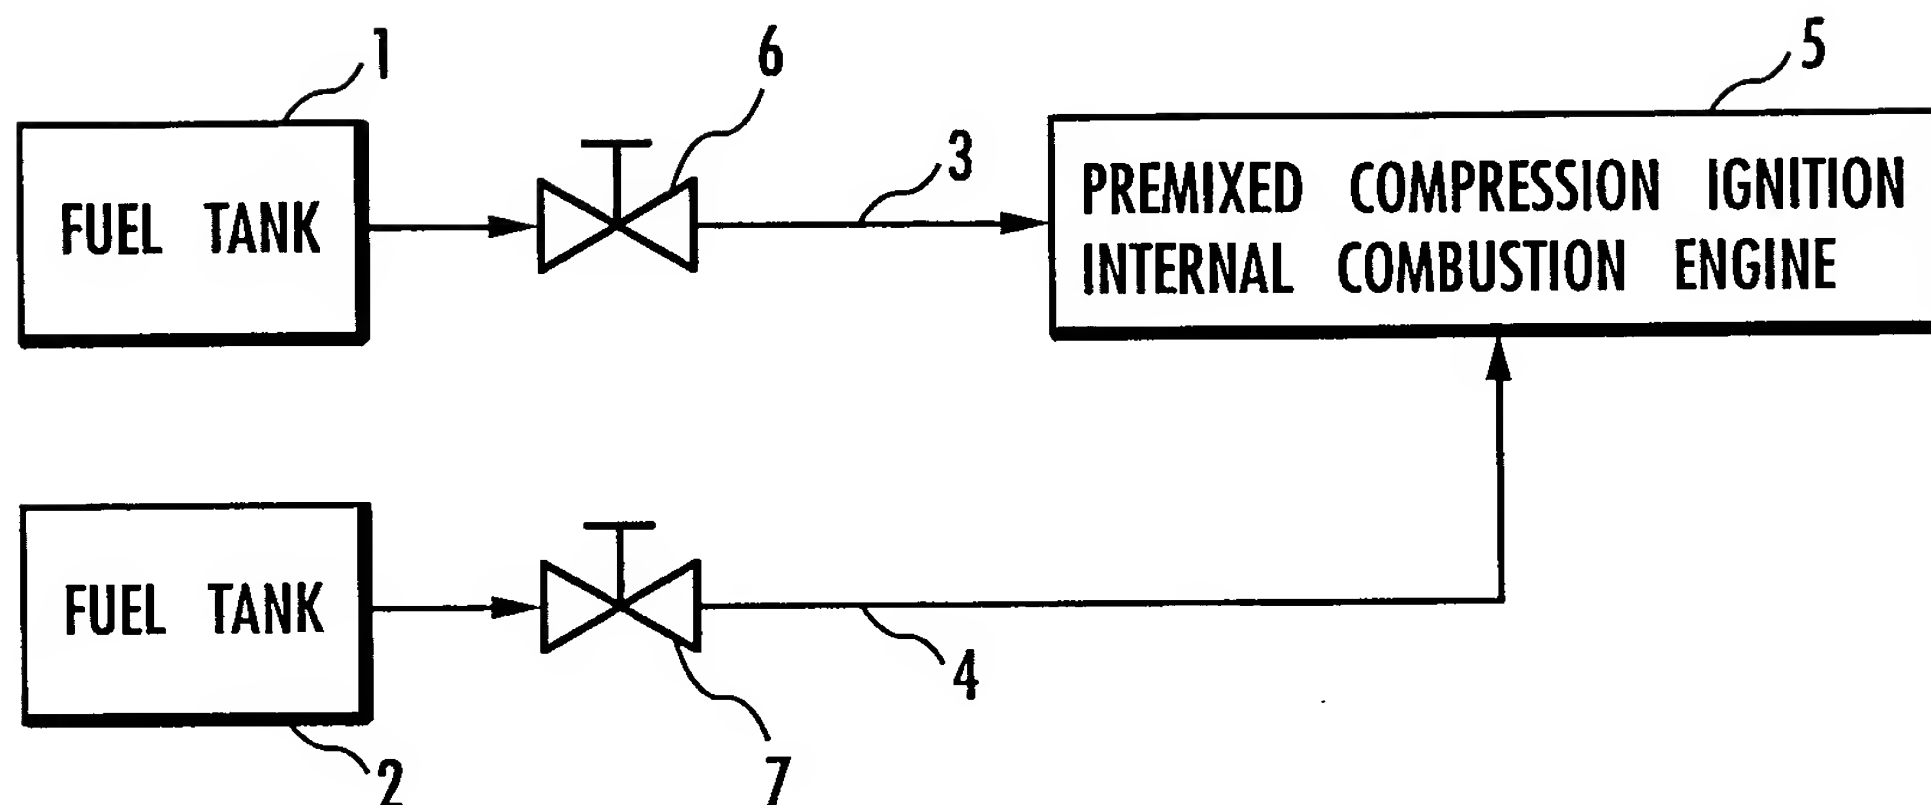 1
6
5
3
FUEL TANK
PREMIXED COMPRESSION IGNITION
INTERNAL COMBUSTION ENGINE
FUEL TANK
4
2
7